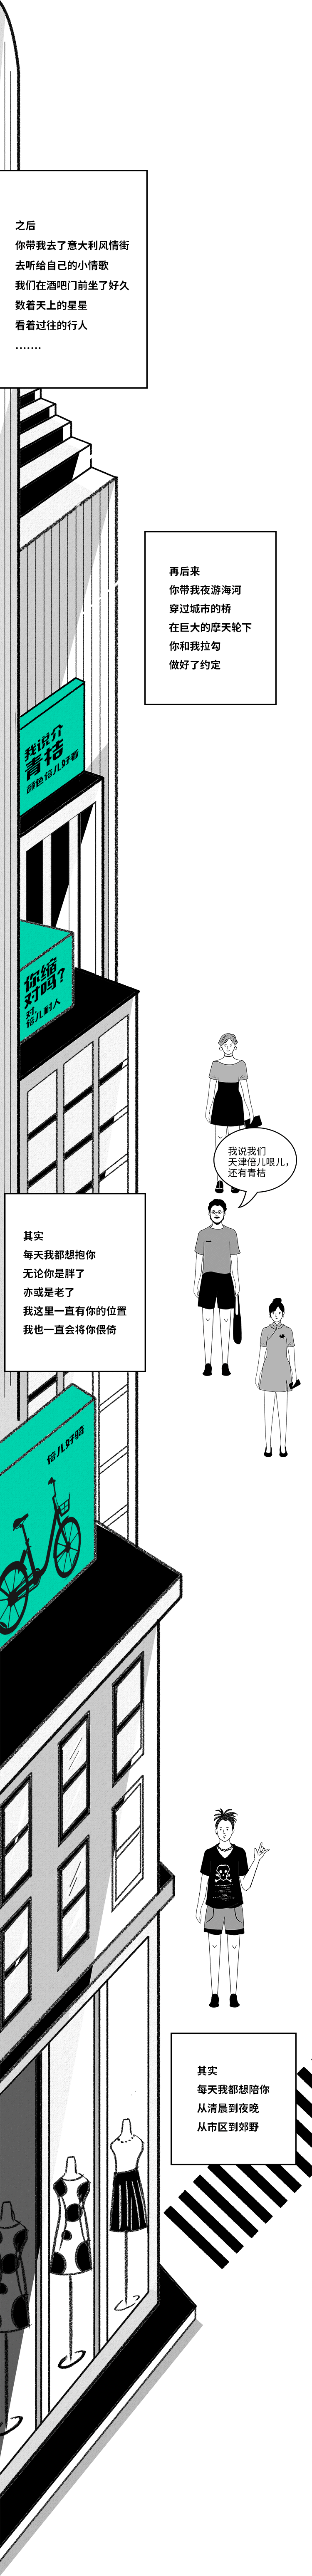 之后
你带我去了意大利风情街
去听给自己的小情歌
我们在酒吧门前坐了好久
数着天上的星星
看着过往的行人
.......
再后来
你带我夜游海河
穿过城市的桥
在巨大的摩天轮下
你和我拉勾
做好了约定
我说介
青桔
颜色倍儿好看
你缩
对吗？
对
倍儿耐人
我说我们
天津倍儿哏儿，
还有青桔
其实
每天我都想抱你
无论你是胖了
亦或是老了
我这里一直有你的位置
我也一直会将你偎倚
倍儿好骑
其实
每天我都想陪你
从清晨到夜晚
从市区到郊野